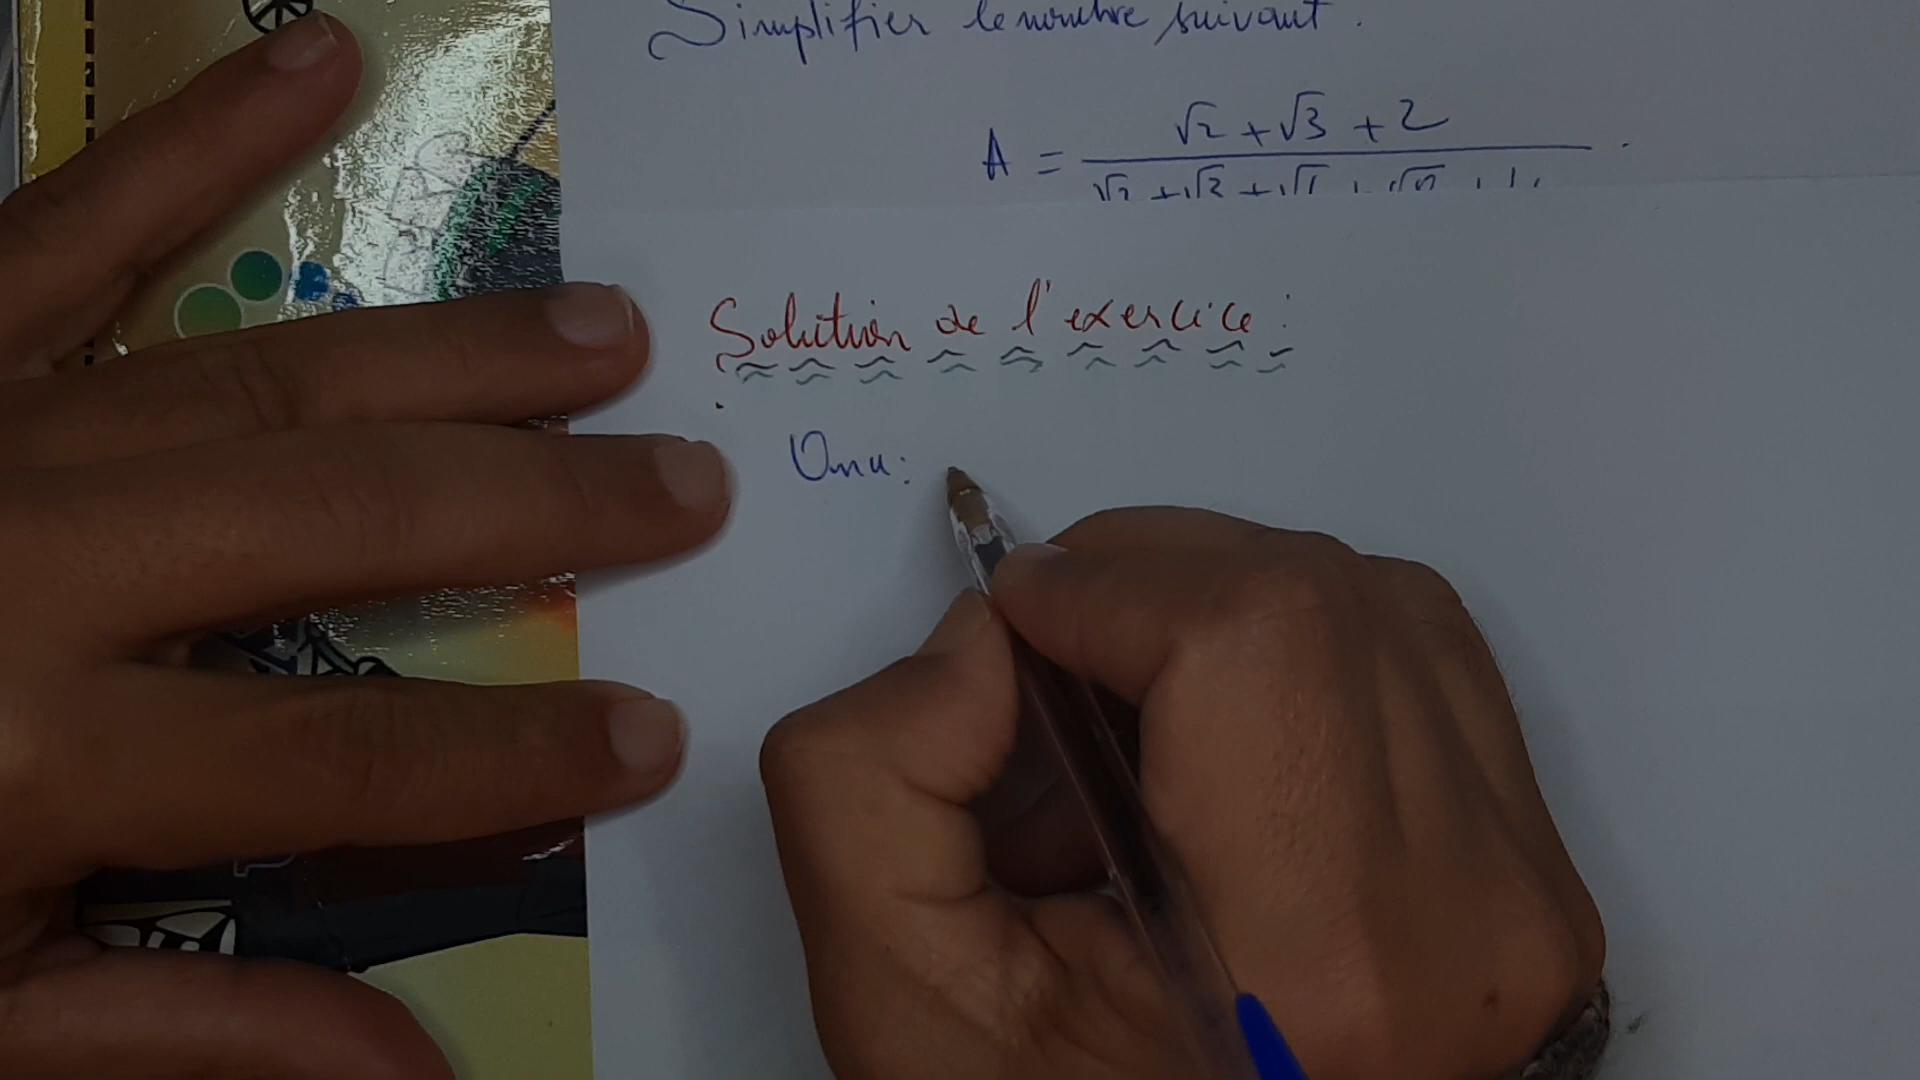 Simplifier le nombre suivant.
A = √2 + √3 + 2
Solution de l'exercice :
On a :